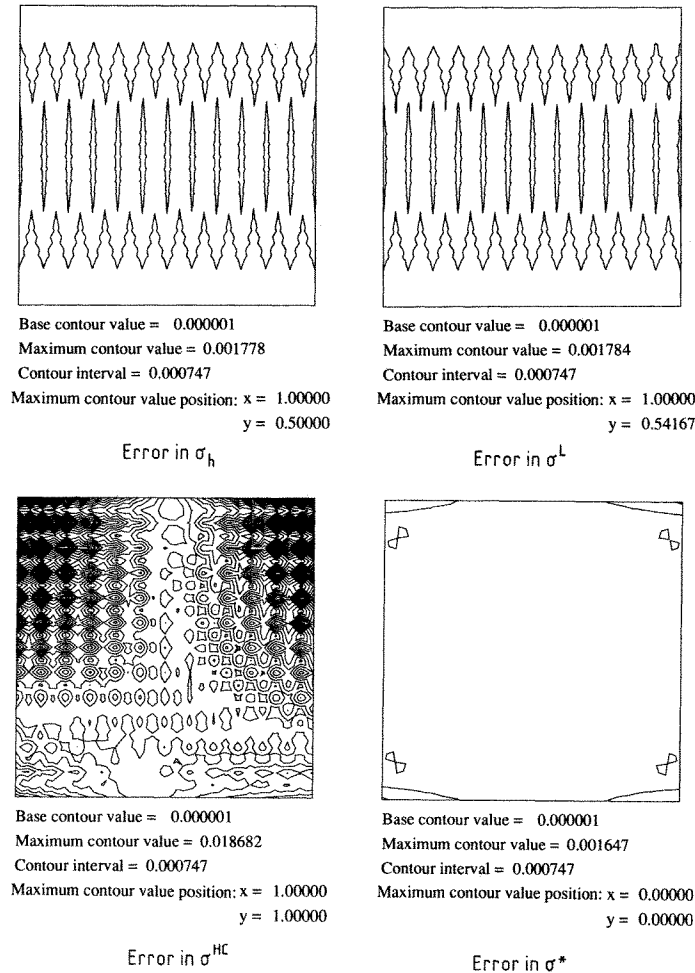 Base contour value = 0.000001
Maximum contour value = 0.001778
Contour interval = 0.000747
Maximum contour value position: x = 1.00000
y = 0.50000
Error in σ_h
Base contour value = 0.000001
Maximum contour value = 0.001784
Contour interval = 0.000747
Maximum contour value position: x = 1.00000
y = 0.54167
Error in σ^L
Base contour value = 0.000001
Maximum contour value = 0.018682
Contour interval = 0.000747
Maximum contour value position: x = 1.00000
y = 1.00000
Error in σ^HC
Base contour value = 0.000001
Maximum contour value = 0.001647
Contour interval = 0.000747
Maximum contour value position: x = 0.00000
y = 0.00000
Error in σ*